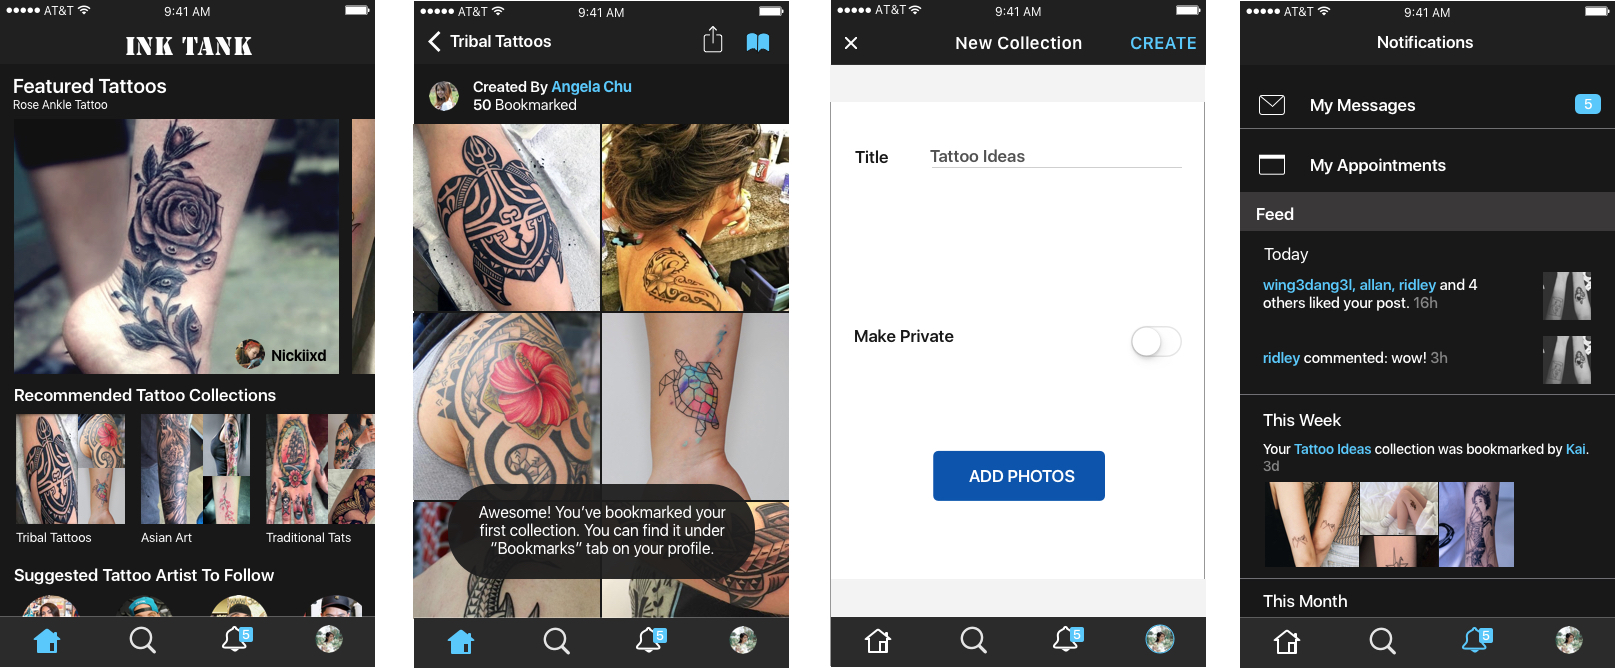 ●●●●● AT&T 9:41 AM
INK TANK
Featured Tattoos
Rose Ankle Tattoo
Nickiixd
Recommended Tattoo Collections
Tribal Tattoos
Asian Art
Traditional Tats
Suggested Tattoo Artist To Follow
5
●●●●● AT&T 9:41 AM
Tribal Tattoos
Created By Angela Chu
50 Bookmarked
Awesome! You've bookmarked your
first collection. You can find it under
"Bookmarks" tab on your profile.
5
●●●●● AT&T 9:41 AM
New Collection CREATE
Title Tattoo Ideas
Make Private
ADD PHOTOS
5
●●●●● AT&T 9:41 AM
Notifications
My Messages 5
My Appointments
Feed
Today
wing3dang3l, allan, ridley and 4
others liked your post. 16h
ridley commented: wow! 3h
This Week
Your Tattoo Ideas collection was bookmarked by Kai.
3d
This Month
5